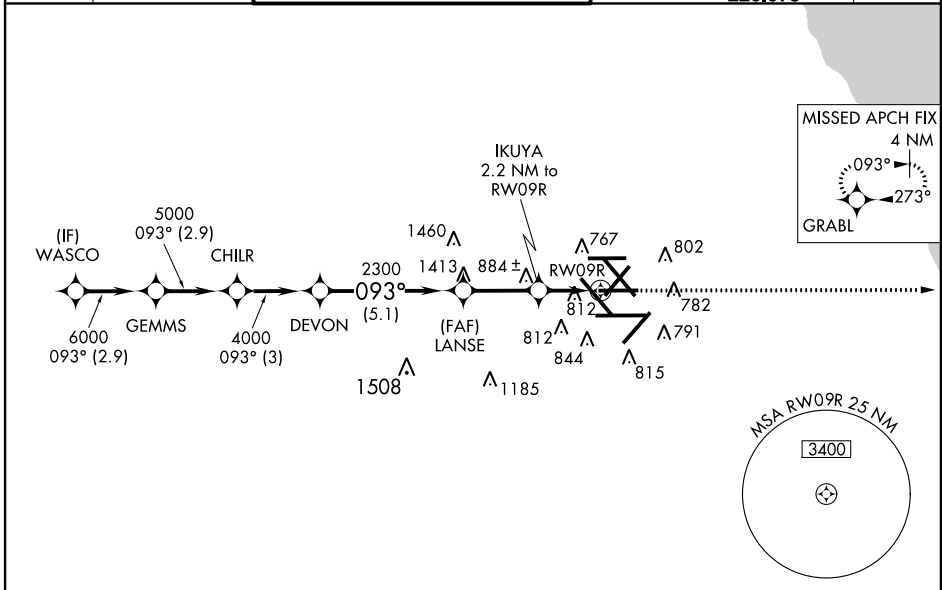 MISSED APCH FIX
4 NM
093°
273°
GRABL
IKUYA
2.2 NM to
RW09R
5000
093° (2.9)
(IF)
WASCO
CHILR
1460
767
802
2300
1413
884 ±
RW09R
093°
(5.1)
GEMMS
DEVON
(FAF)
LANSE
812
782
6000
093° (2.9)
4000
093° (3)
812
844
791
815
1508
1185
MSA RW09R 25 NM
3400